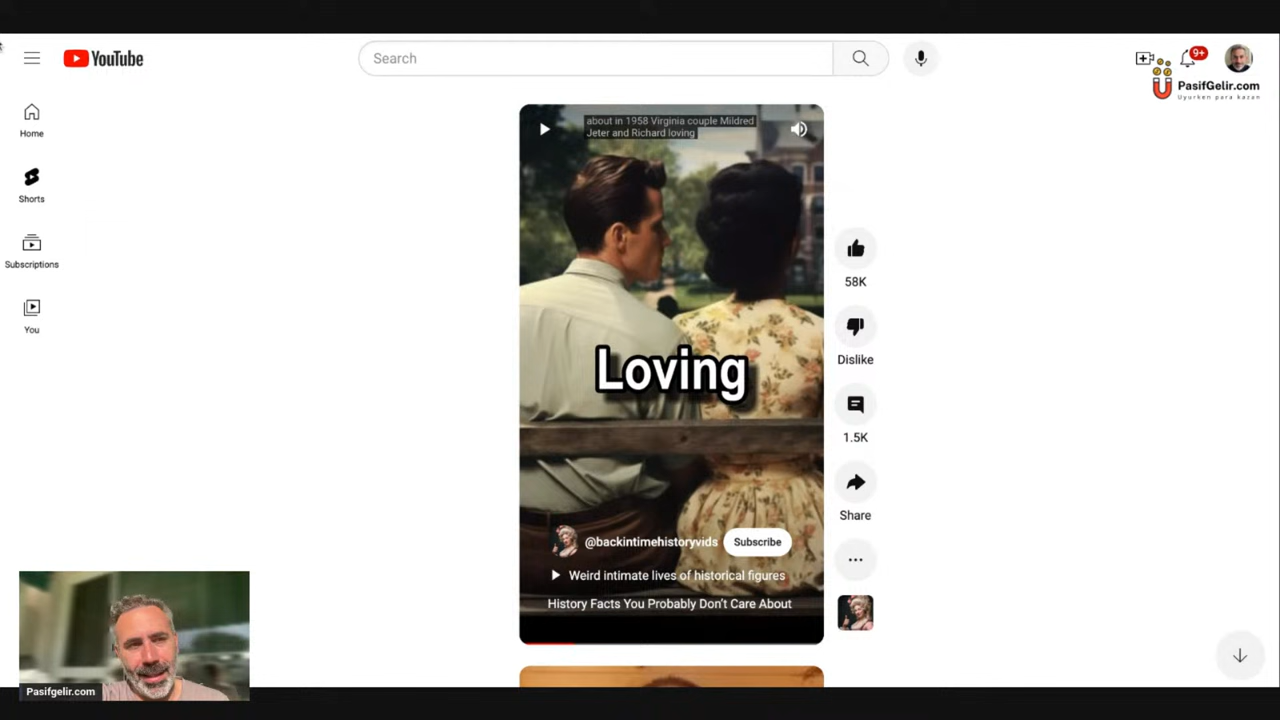 YouTube
Search
9+
PasifGelir.com
Uyurken para kazan
Home
Shorts
Subscriptions
You
about in 1958 Virginia couple Mildred
Jeter and Richard loving
Loving
58K
Dislike
1.5K
Share
@backintimehistoryvids
Subscribe
Weird intimate lives of historical figures
History Facts You Probably Don't Care About
Pasifgelir.com